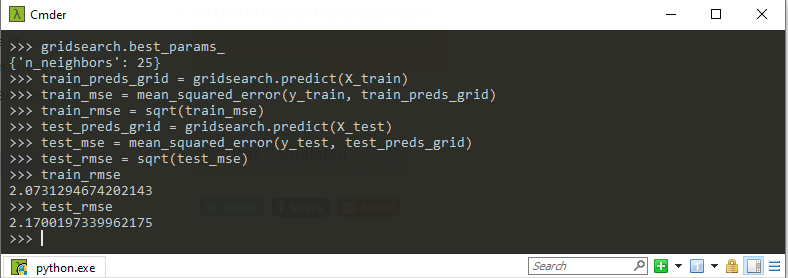 Cmder
>>> gridsearch.best_params_
{'n_neighbors': 25}
>>> train_preds_grid = gridsearch.predict(X_train)
>>> train_mse = mean_squared_error(y_train, train_preds_grid)
>>> train_rmse = sqrt(train_mse)
>>> test_preds_grid = gridsearch.predict(X_test)
>>> test_mse = mean_squared_error(y_test, test_preds_grid)
>>> test_rmse = sqrt(test_mse)
>>> train_rmse
2.0731294674202143
>>> test_rmse
2.1700197339962175
>>>
python.exe
Search